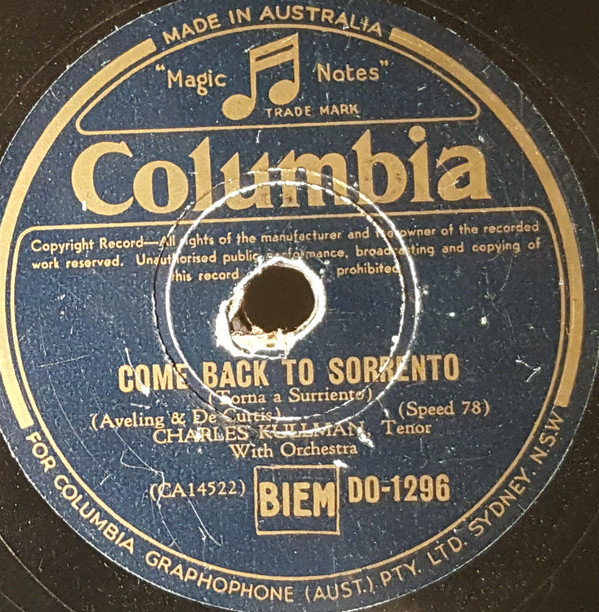 MADE IN AUSTRALIA
"Magic Notes"
TRADE MARK
Columbia
Copyright Record—All rights of the manufacturer and the owner of the recorded
work reserved. Unauthorised public performance, broadcasting and copying of
this record prohibited
COME BACK TO SORRENTO
(Torna a Surriento)
(Aveling & De Curtis) (Speed 78)
CHARLES KULLMAN, Tenor
With Orchestra
(CA14522) BIEM DO-1296
FOR COLUMBIA GRAPHOPHONE (AUST.) PTY. LTD. SYDNEY. N.S.W